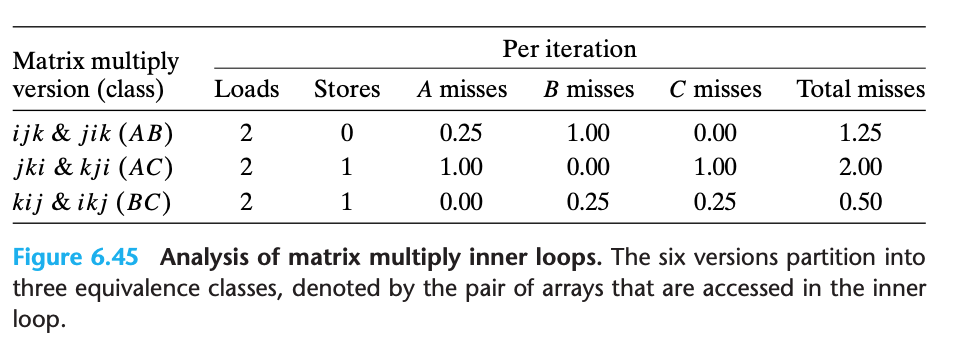 Per iteration
Matrix multiply
version (class) Loads Stores A misses B misses C misses Total misses
ijk & jik (AB) 2 0 0.25 1.00 0.00 1.25
jki & kji (AC) 2 1 1.00 0.00 1.00 2.00
kij & ikj (BC) 2 1 0.00 0.25 0.25 0.50
Figure 6.45 Analysis of matrix multiply inner loops. The six versions partition into
three equivalence classes, denoted by the pair of arrays that are accessed in the inner
loop.